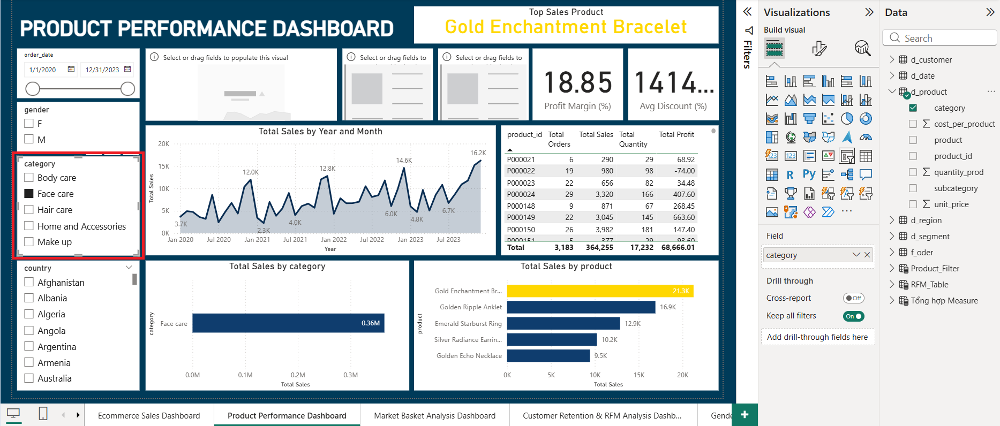 PRODUCT PERFORMANCE DASHBOARD
Top Sales Product
Gold Enchantment Bracelet
order_date
1/1/2020
12/31/2023
Select or drag fields to populate this visual
Select or drag fields to
Select or drag fields to
18.85
Profit Margin (%)
1414...
Avg Discount (%)
gender
F
M
category
Body care
Face care
Hair care
Home and Accessories
Make up
country
Afghanistan
Albania
Algeria
Angola
Argentina
Armenia
Australia
Total Sales by Year and Month
Total Sales
20K
15K
10K
5K
0K
3.7K
12.0K
2.3K
4.0K
12.8K
6.0K
14.6K
4.8K
6.7K
16.2K
Jan 2020 Jul 2020 Jan 2021 Jul 2021 Jan 2022 Jul 2022 Jan 2023 Jul 2023
Year
product_id Total Orders Total Sales Total Quantity Total Profit
P000021 6 290 29 68.92
P000022 19 980 98 -74.00
P000023 22 656 82 34.48
P000024 29 3,320 166 407.60
P000148 9 871 67 268.45
P000149 22 3,045 145 663.60
P000150 26 3,982 181 147.40
P000151 5 377 29 93.60
Total 3,183 364,255 17,232 68,666.01
Total Sales by category
category
Face care 0.36M
0.0M 0.1M 0.2M 0.3M
Total Sales
Total Sales by product
product
Gold Enchantment Br... 21.3K
Golden Ripple Anklet 16.9K
Emerald Starburst Ring 12.9K
Silver Radiance Earrin... 10.2K
Golden Echo Necklace 9.5K
0K 5K 10K 15K 20K
Total Sales
Ecommerce Sales Dashboard
Product Performance Dashboard
Market Basket Analysis Dashboard
Customer Retention & RFM Analysis Dashb...
Gende
Filters
Visualizations
Build visual
123
123
R
Py
Field
category
Drill through
Cross-report
Off
Keep all filters
On
Add drill-through fields here
Data
Search
d_customer
d_date
d_product
category
cost_per_product
product
product_id
quantity_prod
subcategory
unit_price
d_region
d_segment
f_oder
Product_Filter
RFM_Table
Tổng hợp Measure